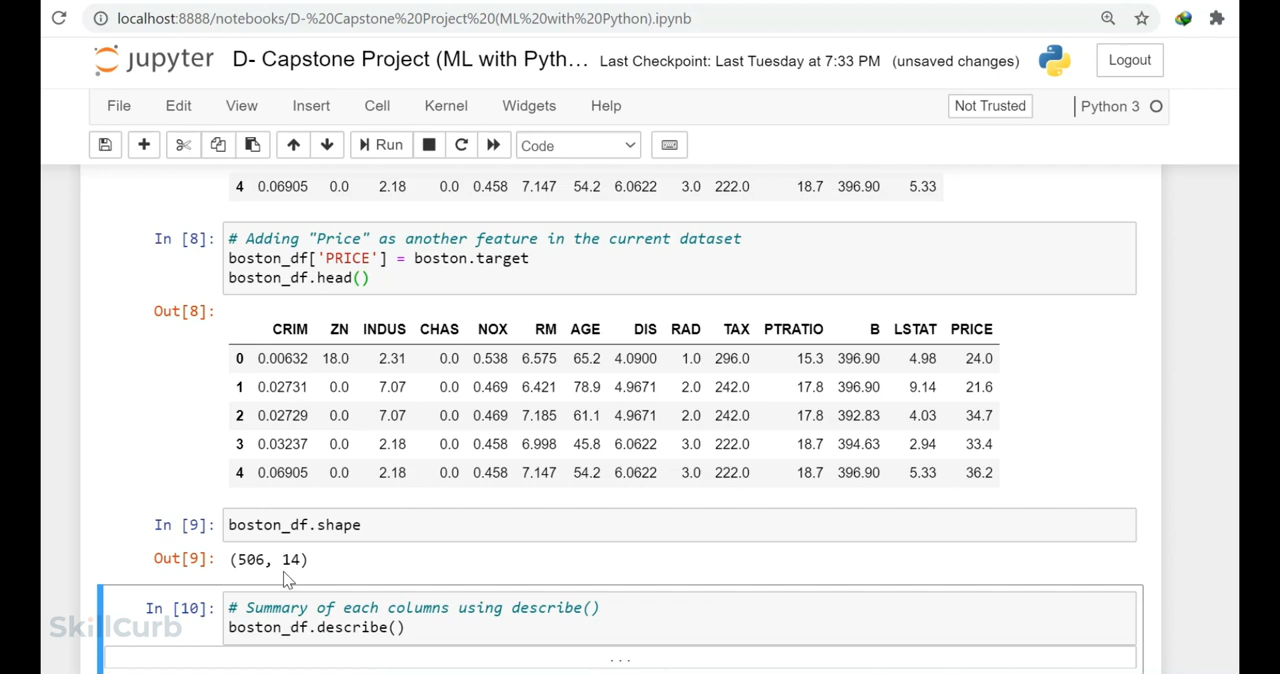 localhost:8888/notebooks/D-%20Capstone%20Project%20(ML%20with%20Python).ipynb
jupyter D- Capstone Project (ML with Pyth... Last Checkpoint: Last Tuesday at 7:33 PM (unsaved changes) Logout
File Edit View Insert Cell Kernel Widgets Help Not Trusted Python 3
Run Code
4 0.06905 0.0 2.18 0.0 0.458 7.147 54.2 6.0622 3.0 222.0 18.7 396.90 5.33
In [8]: # Adding "Price" as another feature in the current dataset
boston_df['PRICE'] = boston.target
boston_df.head()
Out[8]:
CRIM ZN INDUS CHAS NOX RM AGE DIS RAD TAX PTRATIO B LSTAT PRICE
0 0.00632 18.0 2.31 0.0 0.538 6.575 65.2 4.0900 1.0 296.0 15.3 396.90 4.98 24.0
1 0.02731 0.0 7.07 0.0 0.469 6.421 78.9 4.9671 2.0 242.0 17.8 396.90 9.14 21.6
2 0.02729 0.0 7.07 0.0 0.469 7.185 61.1 4.9671 2.0 242.0 17.8 392.83 4.03 34.7
3 0.03237 0.0 2.18 0.0 0.458 6.998 45.8 6.0622 3.0 222.0 18.7 394.63 2.94 33.4
4 0.06905 0.0 2.18 0.0 0.458 7.147 54.2 6.0622 3.0 222.0 18.7 396.90 5.33 36.2
In [9]: boston_df.shape
Out[9]: (506, 14)
In [10]: # Summary of each columns using describe()
boston_df.describe()
SkillCurb
...